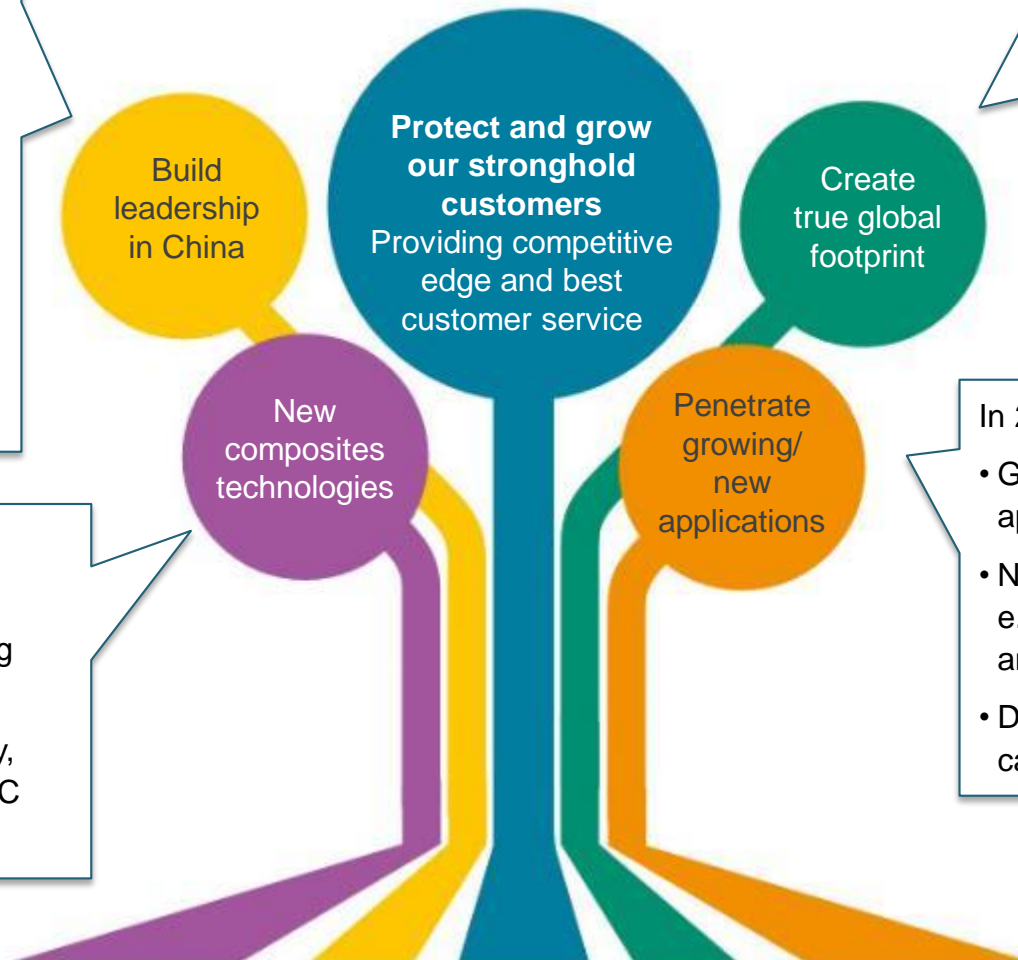 Build
leadership
in China
Protect and grow
our stronghold
customers
Providing competitive
edge and best
customer service
Create
true global
footprint
New
composites
technologies
Penetrate
growing/
new
applications
In
•
•
•